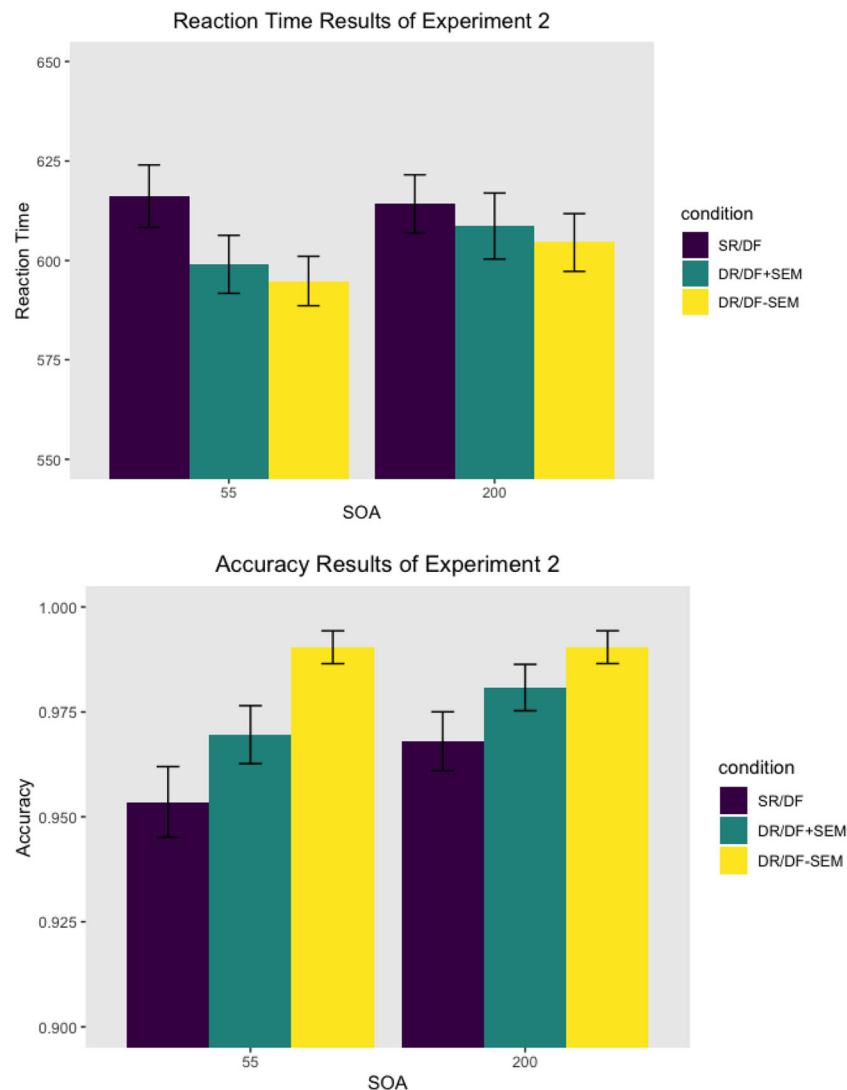 Reaction Time Results of Experiment 2
650
625
600
575
550
Reaction Time
55
200
SOA
condition
SR/DF
DR/DF+SEM
DR/DF-SEM
Accuracy Results of Experiment 2
1.000
0.975
0.950
0.925
0.900
Accuracy
55
200
SOA
condition
SR/DF
DR/DF+SEM
DR/DF-SEM